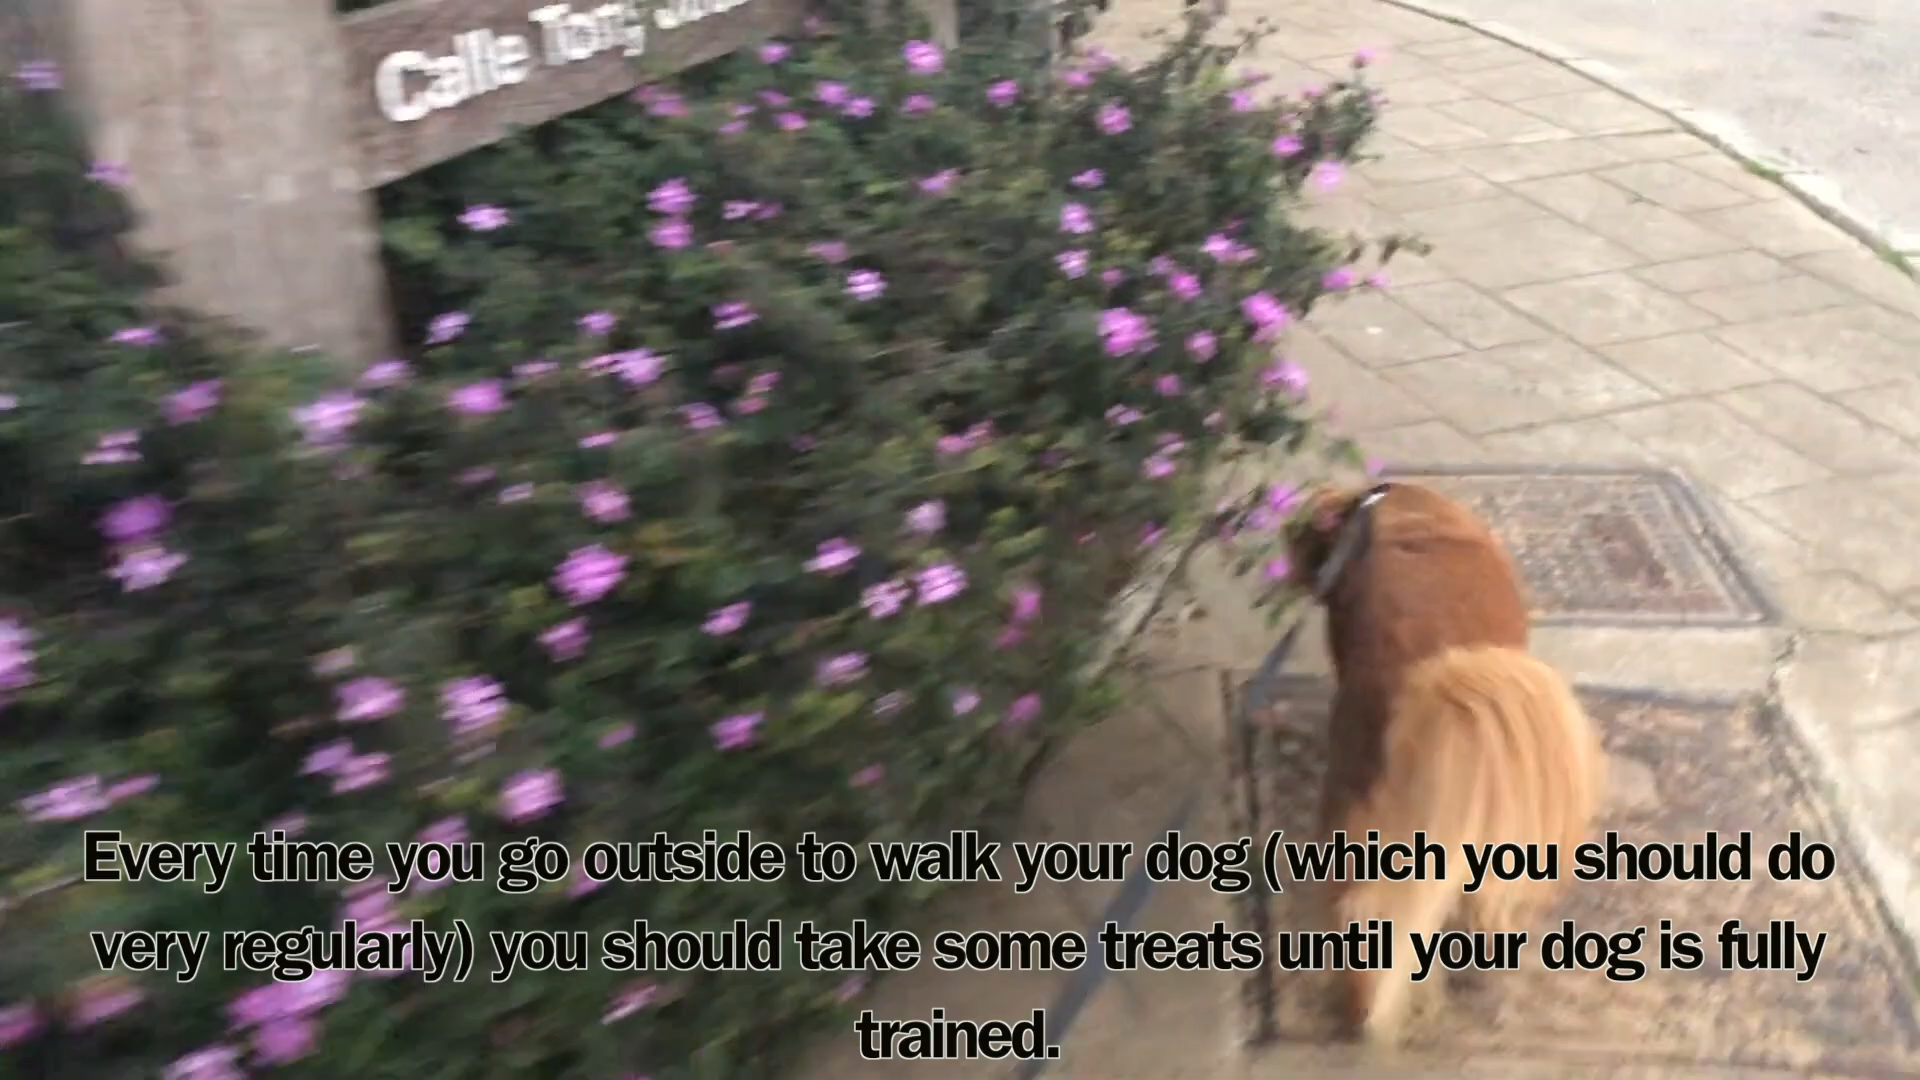 Calle Tony
Every time you go outside to walk your dog (which you should do
very regularly) you should take some treats until your dog is fully
trained.